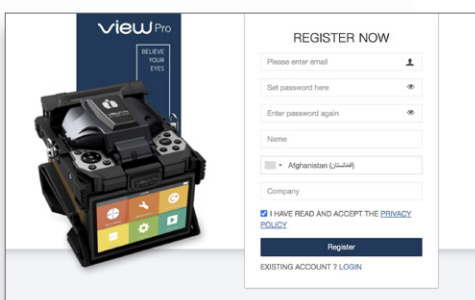 view Pro
BELIEVE
YOUR
EYES
REGISTER NOW
Please enter email
Set password here
Enter password again
Name
Afghanistan (‫افغانستان‬‎)
Company
I HAVE READ AND ACCEPT THE PRIVACY
POLICY
Register
EXISTING ACCOUNT ? LOGIN